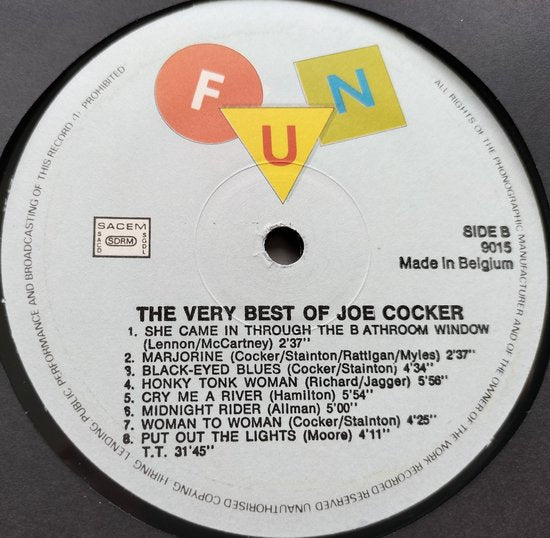 F U N
SACEM
SACD SDRM SGDL
SIDE B
9015
Made In Belgium
THE VERY BEST OF JOE COCKER
1. SHE CAME IN THROUGH THE B ATHROOM WINDOW
(Lennon/McCartney) 2'37"
2. MARJORINE (Cocker/Stainton/Rattigan/Myles) 2'37"
3. BLACK-EYED BLUES (Cocker/Stainton) 4'34"
4. HONKY TONK WOMAN (Richard/Jagger) 5'56"
5. CRY ME A RIVER (Hamilton) 5'54"
6. MIDNIGHT RIDER (Allman) 5'00"
7. WOMAN TO WOMAN (Cocker/Stainton) 4'25"
8. PUT OUT THE LIGHTS (Moore) 4'11"
T.T. 31'45"
ALL RIGHTS OF THE PHONOGRAPHIC MANUFACTURER AND OF THE OWNER OF THE WORK RECORDED RESERVED UNAUTHORISED COPYING HIRING LENDING PUBLIC PERFORMANCE AND BROADCASTING OF THIS RECORD PROHIBITED